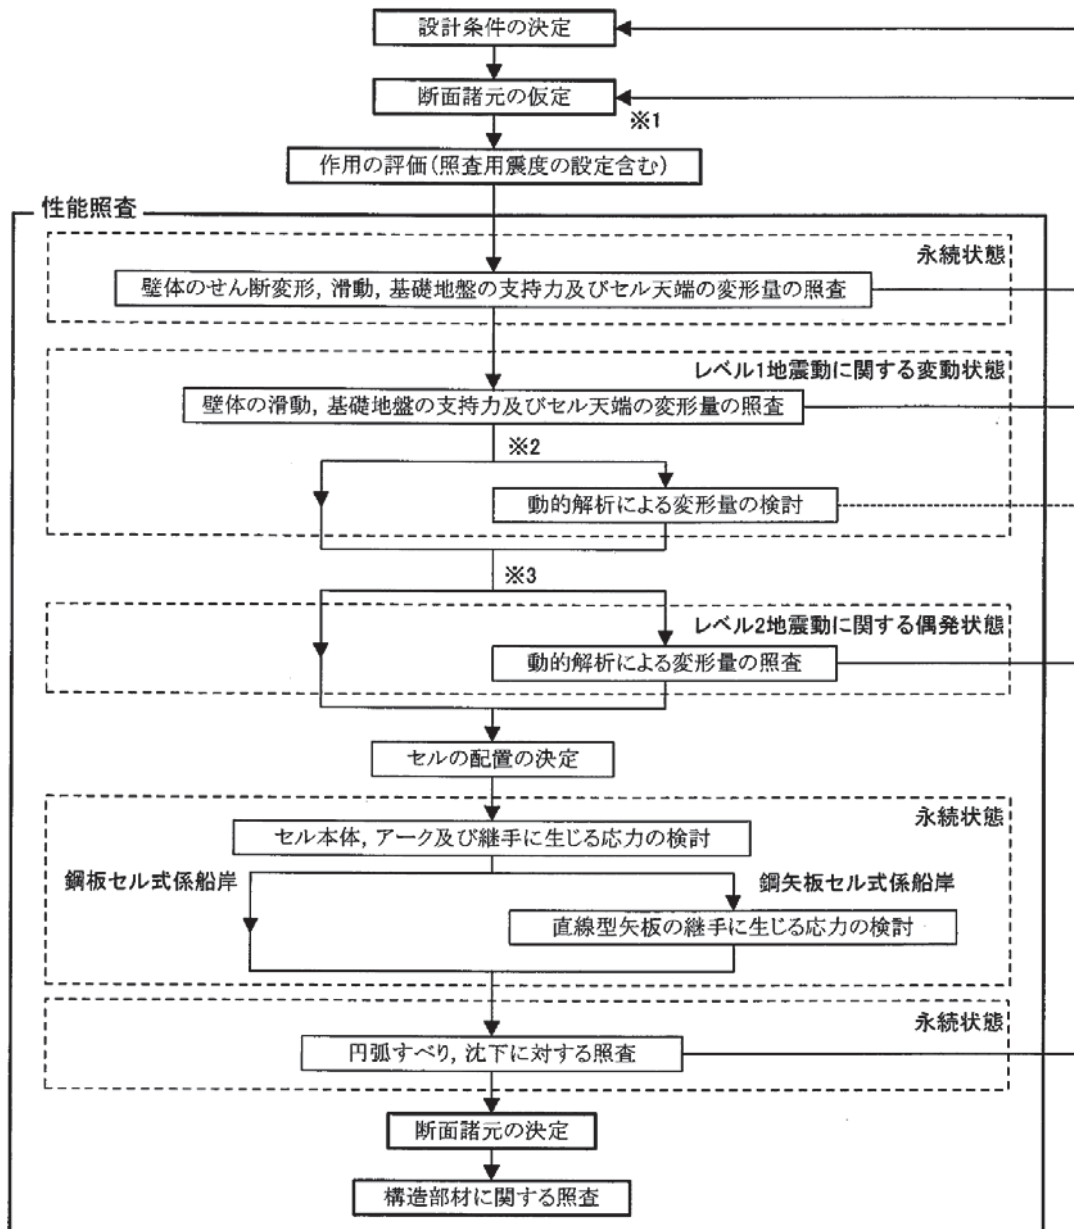 設計条件の決定
断面諸元の仮定
※1
作用の評価(照査用震度の設定含む)
性能照査
永続状態
壁体のせん断変形, 滑動, 基礎地盤の支持力及びセル天端の変形量の照査
レベル1地震動に関する変動状態
壁体の滑動, 基礎地盤の支持力及びセル天端の変形量の照査
※2
動的解析による変形量の検討
※3
レベル2地震動に関する偶発状態
動的解析による変形量の照査
セルの配置の決定
永続状態
セル本体, アーク及び継手に生じる応力の検討
鋼板セル式係船岸
鋼矢板セル式係船岸
直線型矢板の継手に生じる応力の検討
永続状態
円弧すべり, 沈下に対する照査
断面諸元の決定
構造部材に関する照査